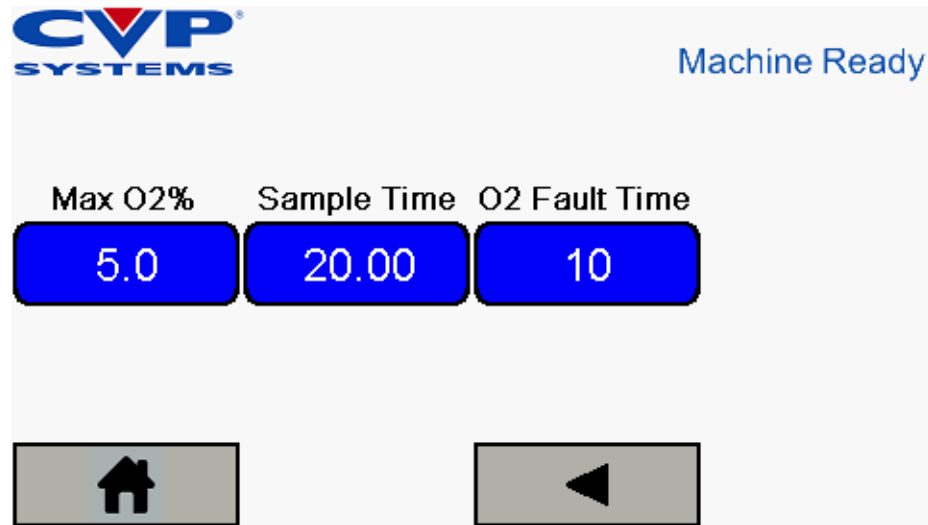 CVP
SYSTEMS
Machine Ready
Max O2% Sample Time O2 Fault Time
5.0 20.00 10